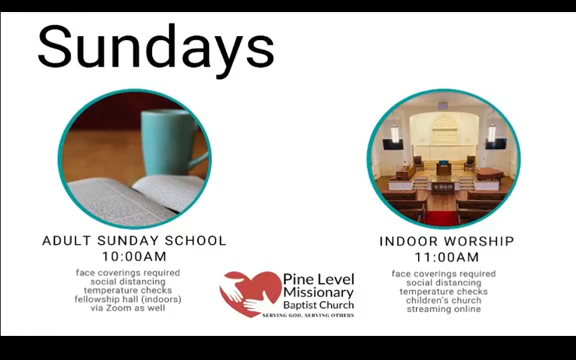 Sundays
ADULT SUNDAY SCHOOL
10:00AM
face coverings required
social distancing
temperature checks
fellowship hall (indoors)
via Zoom as well
Pine Level
Missionary
Baptist Church
SERVING GOD, SERVING OTHERS
INDOOR WORSHIP
11:00AM
face coverings required
social distancing
temperature checks
children's church
streaming online